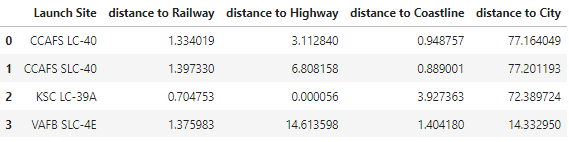 Launch Site distance to Railway distance to Highway distance to Coastline distance to City
0 CCAFS LC-40 1.334019 3.112840 0.948757 77.164049
1 CCAFS SLC-40 1.397330 6.808158 0.889001 77.201193
2 KSC LC-39A 0.704753 0.000056 3.927363 72.389724
3 VAFB SLC-4E 1.375983 14.613598 1.404180 14.332950